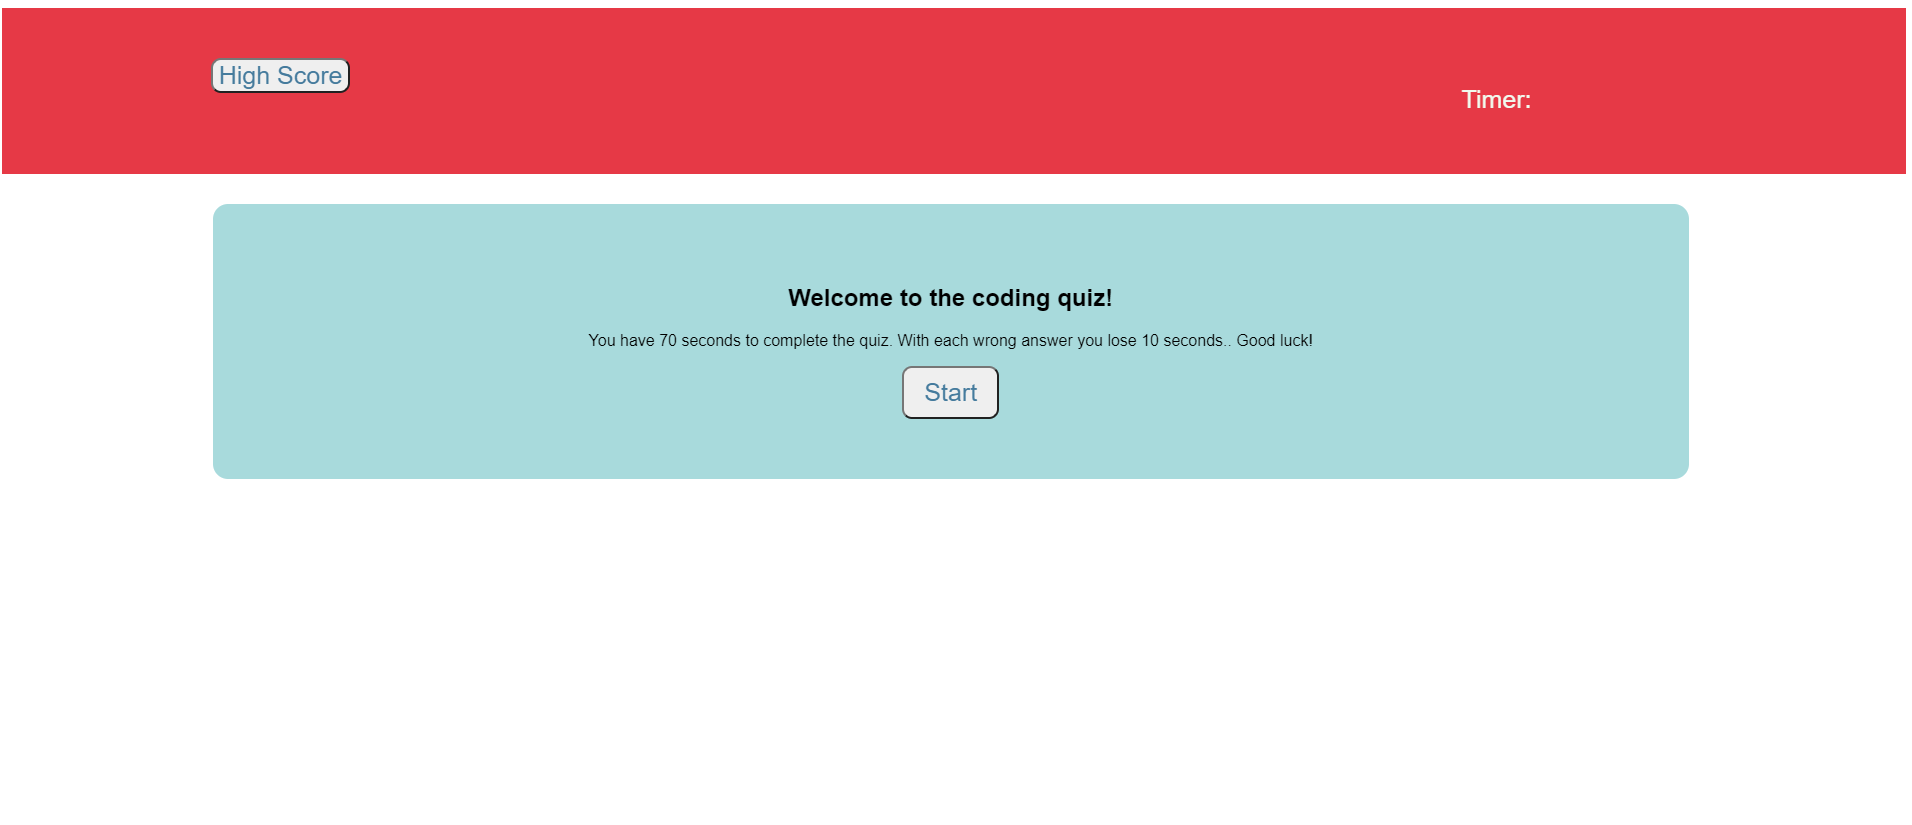 High Score
Timer:
Welcome to the coding quiz!
You have 70 seconds to complete the quiz. With each wrong answer you lose 10 seconds.. Good luck!
Start